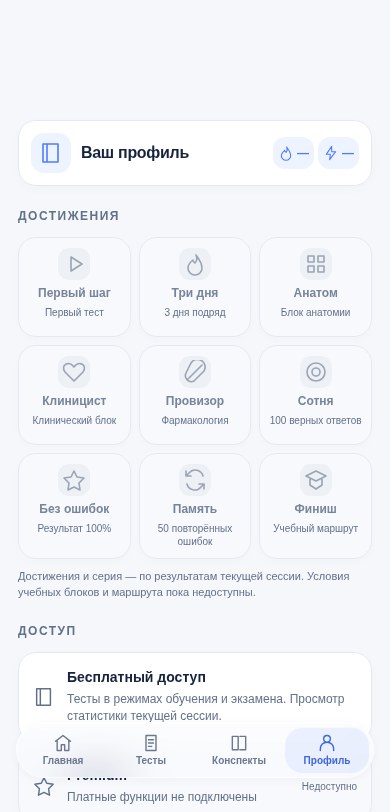 Ваш профиль
— —
ДОСТИЖЕНИЯ
Первый шаг
Первый тест
Три дня
3 дня подряд
Анатом
Блок анатомии
Клиницист
Клинический блок
Провизор
Фармакология
Сотня
100 верных ответов
Без ошибок
Результат 100%
Память
50 повторённых
ошибок
Финиш
Учебный маршрут
Достижения и серия — по результатам текущей сессии. Условия
учебных блоков и маршрута пока недоступны.
ДОСТУП
Бесплатный доступ
Тесты в режимах обучения и экзамена. Просмотр
статистики текущей сессии.
Главная
Тесты
Конспекты
Профиль
Premium
Платные функции не подключены
Недоступно